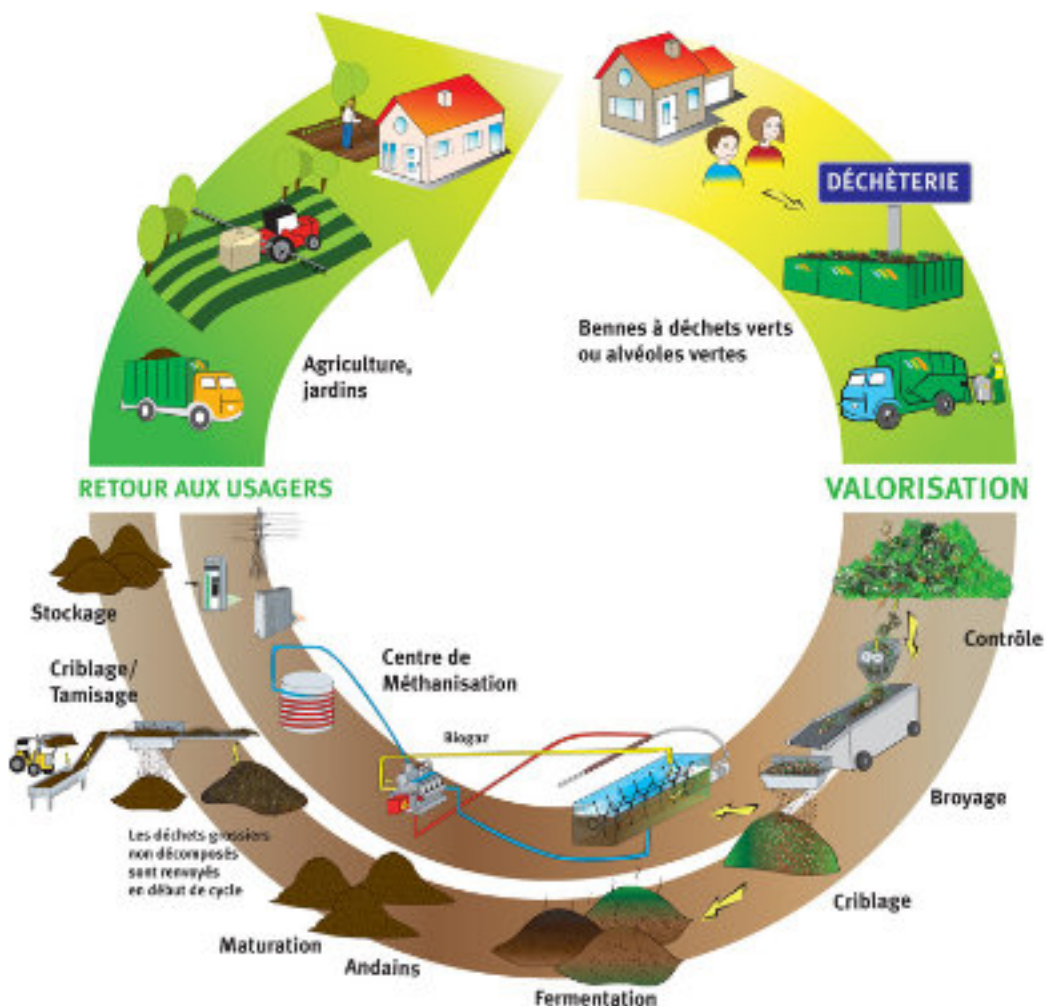 DÉCHÈTERIE
Bennes à déchets verts
ou alvéoles vertes
Agriculture,
jardins
RETOUR AUX USAGERS
VALORISATION
Stockage
Contrôle
Criblage/
Tamisage
Centre de
Méthanisation
Biogaz
Broyage
Les déchets grossiers
non décomposés
sont renvoyés
en début de cycle
Criblage
Maturation
Andains
Fermentation